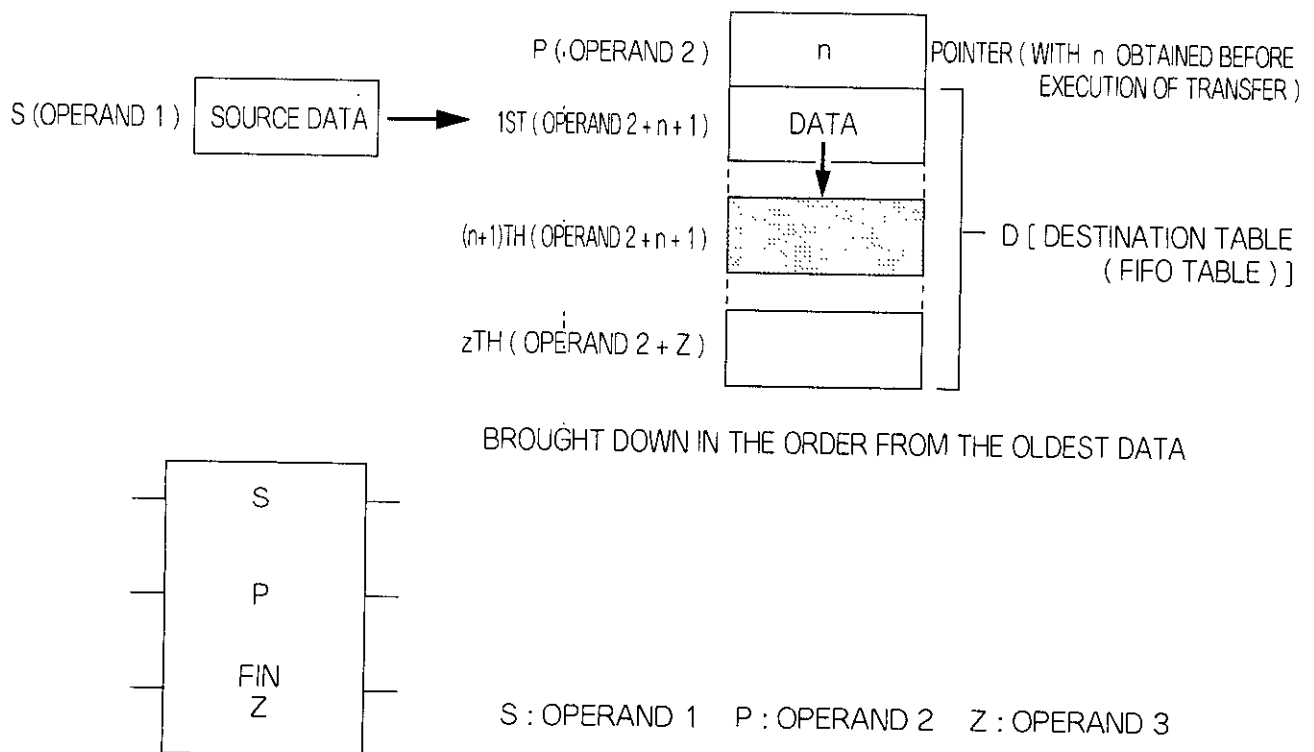 P ( OPERAND 2 )
n
POINTER ( WITH n OBTAINED BEFORE
EXECUTION OF TRANSFER )
S (OPERAND 1)
SOURCE DATA
1ST ( OPERAND 2 + n + 1)
DATA
(n+1)TH ( OPERAND 2 + n + 1)
D [ DESTINATION TABLE
( FIFO TABLE ) ]
zTH ( OPERAND 2 + Z )
BROUGHT DOWN IN THE ORDER FROM THE OLDEST DATA
S
P
FIN
Z
S : OPERAND 1 P : OPERAND 2 Z : OPERAND 3